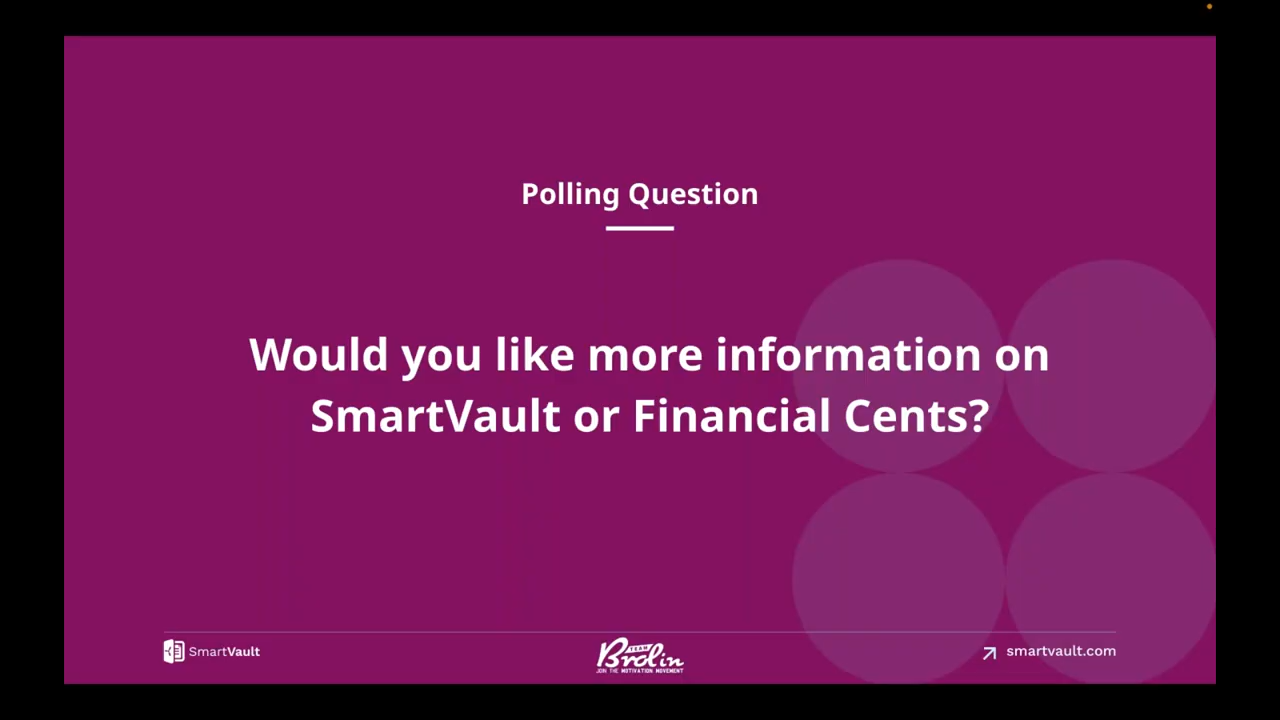 Polling Question
Would you like more information on
SmartVault or Financial Cents?
SmartVault
TEAM
Brolin
JOIN THE MOTIVATION MOVEMENT
smartvault.com